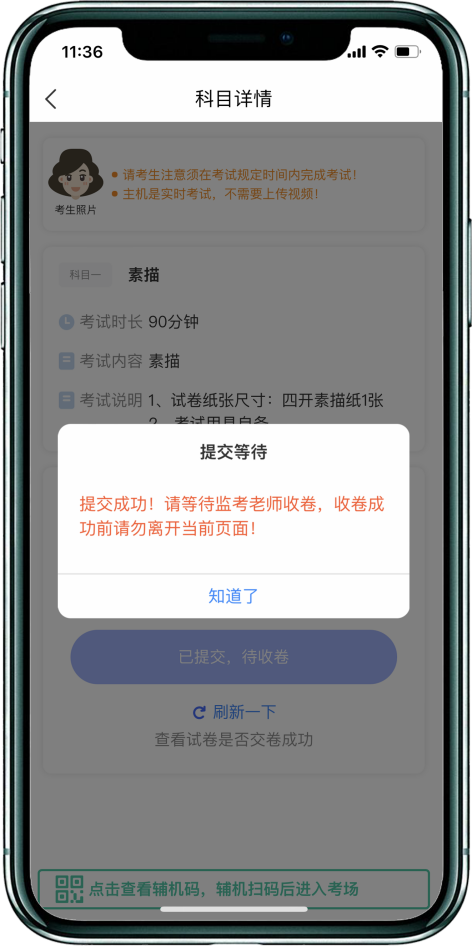 11:36
科目详情
请考生注意须在考试规定时间内完成考试!
主机是实时考试，不需要上传视频!
考生照片
科目一 素描
考试时长 90分钟
考试内容 素描
考试说明 1、试卷纸张尺寸：四开素描纸1张
2、考试用具自备
提交等待
提交成功！请等待监考老师收卷，收卷成
功前请勿离开当前页面！
知道了
已提交，待收卷
刷新一下
查看试卷是否交卷成功
点击查看辅机码，辅机扫码后进入考场